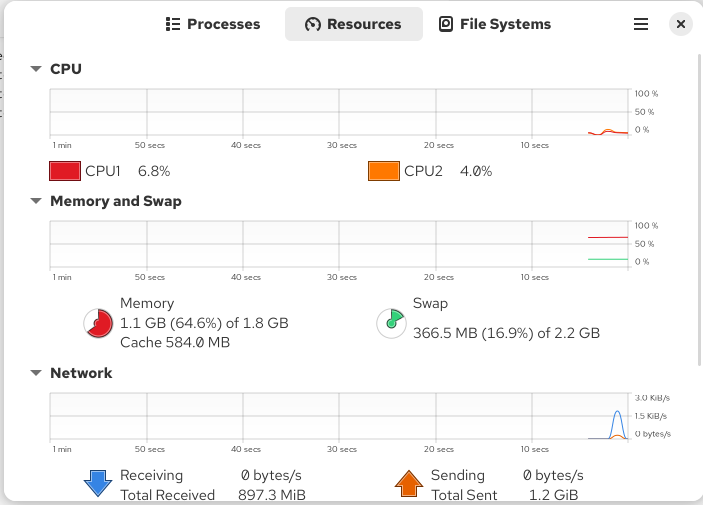 Processes Resources File Systems
CPU
100 %
50 %
0 %
1 min 50 secs 40 secs 30 secs 20 secs 10 secs
CPU1 6.8% CPU2 4.0%
Memory and Swap
100 %
50 %
0 %
1 min 50 secs 40 secs 30 secs 20 secs 10 secs
Memory
1.1 GB (64.6%) of 1.8 GB
Cache 584.0 MB
Swap
366.5 MB (16.9%) of 2.2 GB
Network
3.0 KiB/s
1.5 KiB/s
0 bytes/s
1 min 50 secs 40 secs 30 secs 20 secs 10 secs
Receiving 0 bytes/s
Total Received 897.3 MiB
Sending 0 bytes/s
Total Sent 1.2 GiB